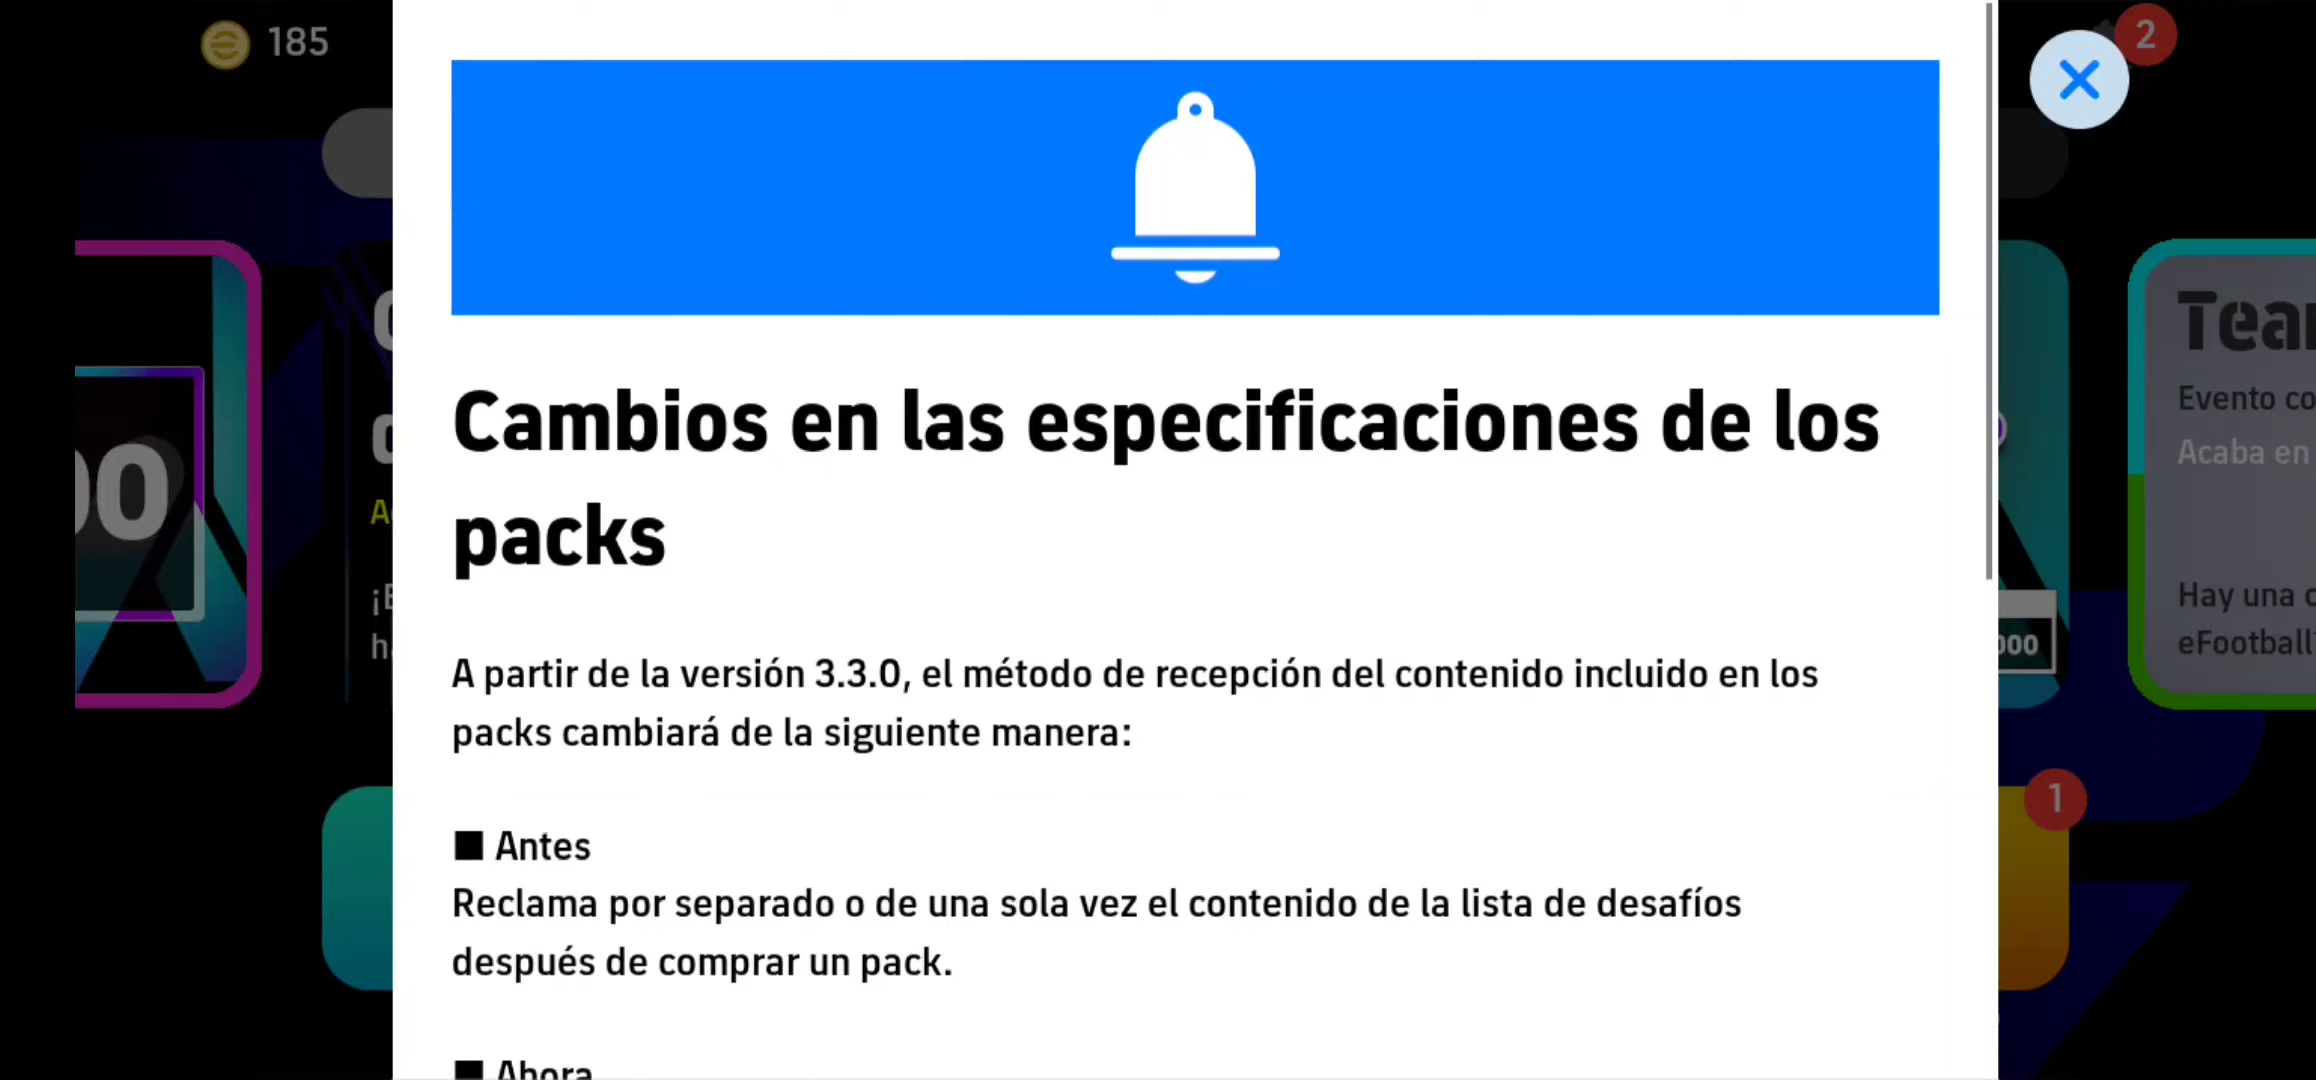 185
2
Cambios en las especificaciones de los
packs
A partir de la versión 3.3.0, el método de recepción del contenido incluido en los
packs cambiará de la siguiente manera:
■ Antes
Reclama por separado o de una sola vez el contenido de la lista de desafíos
después de comprar un pack.
■ Ahora
Evento
Acaba en
Hay una
eFootball
000
1